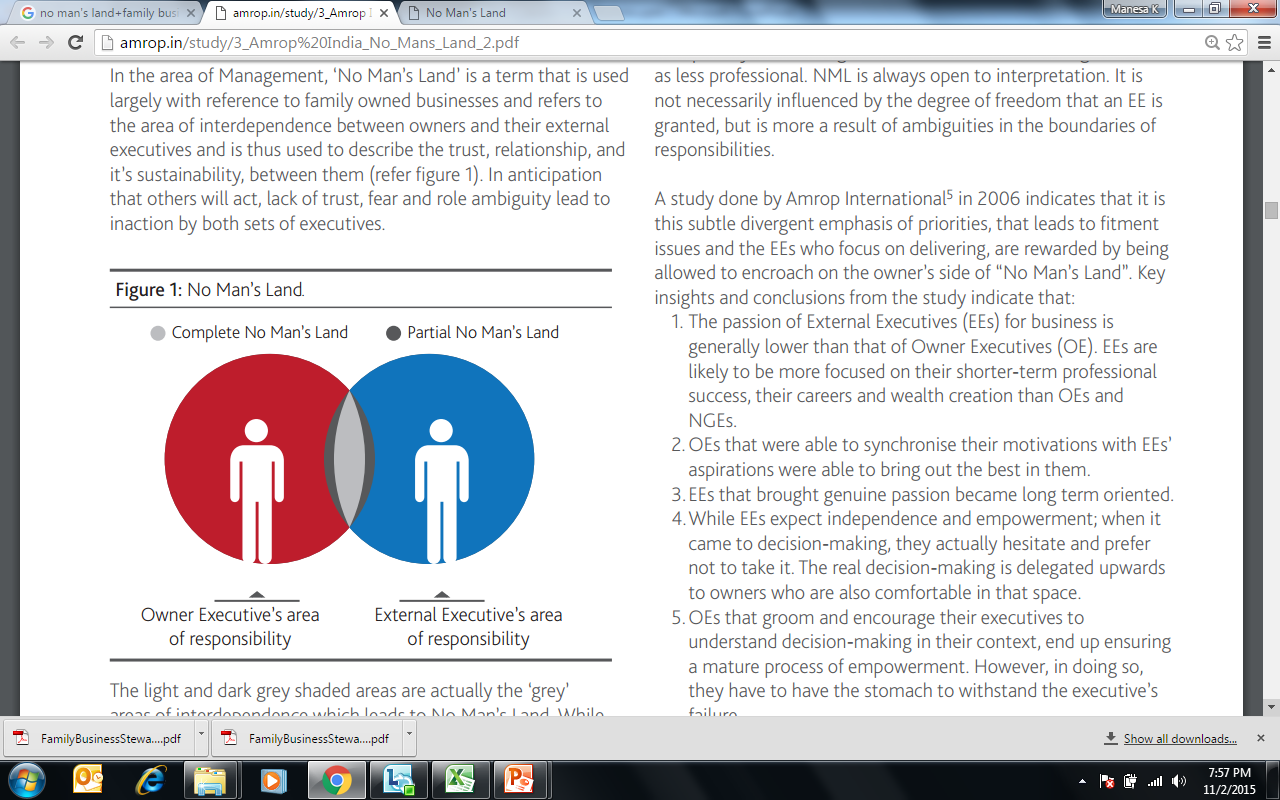 no man's land+family busi
amrop.in/study/3_Amrop I
No Man's Land
Manesa K
amrop.in/study/3_Amrop%20India_No_Mans_Land_2.pdf
In the area of Management, ‘No Man’s Land’ is a term that is used
largely with reference to family owned businesses and refers to
the area of interdependence between owners and their external
executives and is thus used to describe the trust, relationship, and
it’s sustainability, between them (refer figure 1). In anticipation
that others will act, lack of trust, fear and role ambiguity lead to
inaction by both sets of executives.
Figure 1: No Man’s Land.
Complete No Man’s Land
Partial No Man’s Land
Owner Executive’s area
of responsibility
External Executive’s area
of responsibility
The light and dark grey shaded areas are actually the ‘grey’
areas of interdependence which leads to No Man’s Land. While
as less professional. NML is always open to interpretation. It is
not necessarily influenced by the degree of freedom that an EE is
granted, but is more a result of ambiguities in the boundaries of
responsibilities.
A study done by Amrop International5 in 2006 indicates that it is
this subtle divergent emphasis of priorities, that leads to fitment
issues and the EEs who focus on delivering, are rewarded by being
allowed to encroach on the owner’s side of “No Man’s Land”. Key
insights and conclusions from the study indicate that:
1. The passion of External Executives (EEs) for business is
generally lower than that of Owner Executives (OE). EEs are
likely to be more focused on their shorter-term professional
success, their careers and wealth creation than OEs and
NGEs.
2. OEs that were able to synchronise their motivations with EEs’
aspirations were able to bring out the best in them.
3. EEs that brought genuine passion became long term oriented.
4. While EEs expect independence and empowerment; when it
came to decision-making, they actually hesitate and prefer
not to take it. The real decision-making is delegated upwards
to owners who are also comfortable in that space.
5. OEs that groom and encourage their executives to
understand decision-making in their context, end up ensuring
a mature process of empowerment. However, in doing so,
they have to have the stomach to withstand the executive’s
failure.
FamilyBusinessStewa....pdf
FamilyBusinessStewa....pdf
Show all downloads...
7:57 PM
11/2/2015